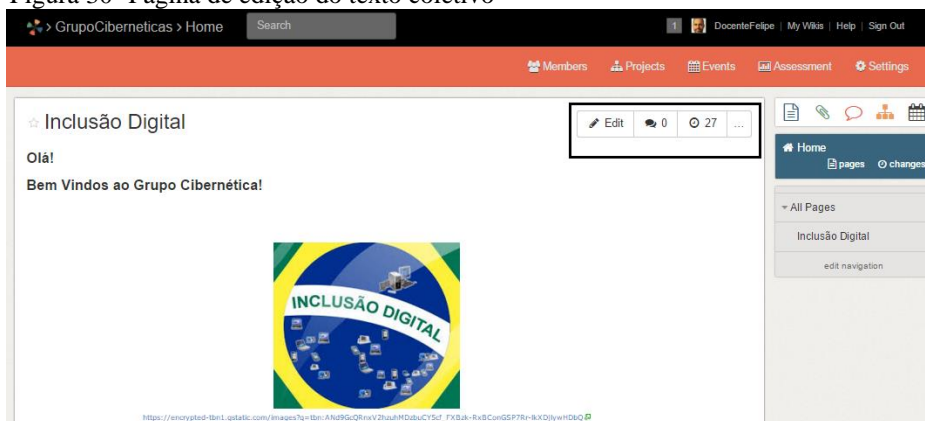 Figura 30- Página de edição do texto coletivo
> GrupoCiberneticas > Home Search 1 DocenteFelipe | My Wikis | Help | Sign Out
Members Projects Events Assessment Settings
Inclusão Digital Edit 0 27 ...
Home
pages changes
Olá!
Bem Vindos ao Grupo Cibernética!
All Pages
Inclusão Digital
edit navigation
INCLUSÃO DIGITAL